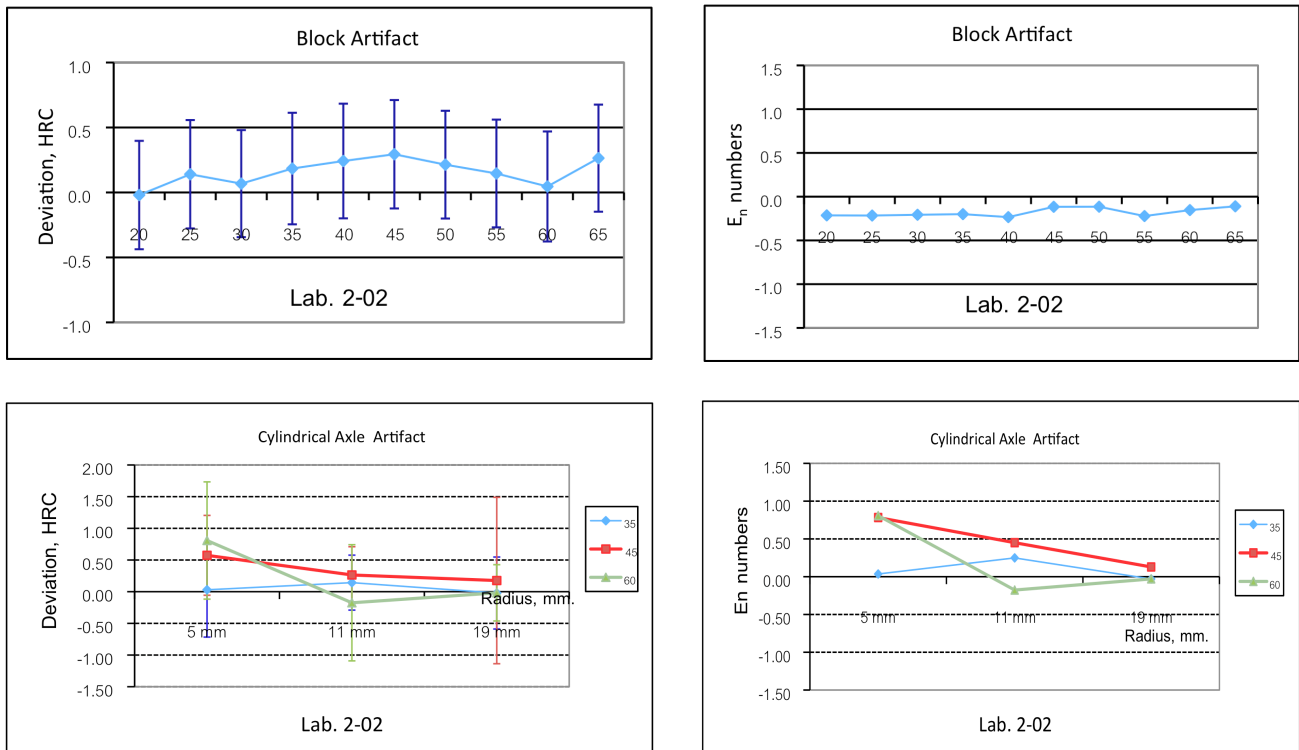 Block Artifact
Deviation, HRC
1.0
0.5
0.0
-0.5
-1.0
20 25 30 35 40 45 50 55 60 65
Lab. 2-02
Block Artifact
En numbers
1.5
1.0
0.5
0.0
-0.5
-1.0
-1.5
20 25 30 35 40 45 50 55 60 65
Lab. 2-02
Cylindrical Axle Artifact
Deviation, HRC
2.00
1.50
1.00
0.50
0.00
-0.50
-1.00
-1.50
Radius, mm.
5 mm 11 mm 19 mm
35
45
60
Lab. 2-02
Cylindrical Axle Artifact
En numbers
1.50
1.00
0.50
0.00
-0.50
-1.00
-1.50
5 mm 11 mm 19 mm
Radius, mm.
35
45
60
Lab. 2-02